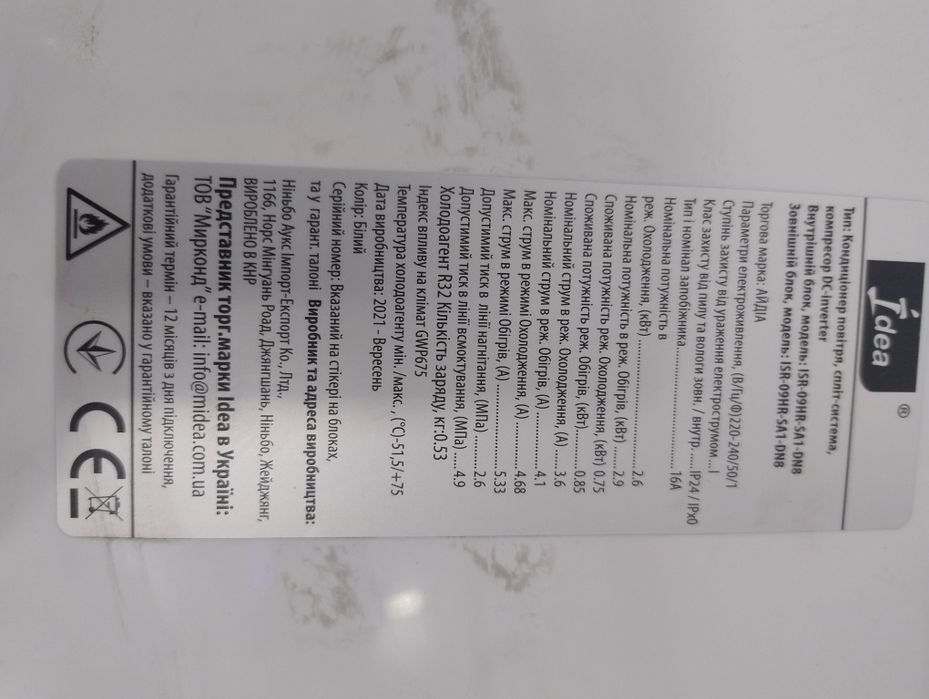 Idea ®
Тип: Кондиціонер повітря, спліт-система,
компресор DC-inverter
Внутрішній блок, модель: ISR-09HR-SA1-DN8
Зовнішній блок, модель: ISR-09HR-SA1-DN8
Торгова марка: АЙДІА
Параметри електроживлення, (В/Гц/Ф)220-240/50/1
Ступінь захисту від ураження електрострумом ...I
Клас захисту від пилу та вологи зовн. / внутр .....IP24 / IPx0
Тип і номінал запобіжника..............................16А
Номінальна потужність в
реж. Охолодження, (кВт) ..............................2.6
Номінальна потужність в реж. Обігрів, (кВт) ......2.9
Споживана потужність реж. Охолодження, (кВт) 0.75
Споживана потужність реж. Обігрів, (кВт)......0.85
Номінальний струм в реж. Охолодження, (А) ......3.6
Номінальний струм в реж. Обігрів, (А) ............4.1
Макс. струм в режимі Охолодження, (А) ............4.68
Макс. струм в режимі Обігрів, (А)..................5.33
Допустимий тиск в лінії нагнітання, (МПа) ......2.6
Допустимий тиск в лінії всмоктування, (МПа) .....4.9
Холодоагент R32 Кількість заряду, кг:0.53
Індекс впливу на клімат GWP675
Температура холодоагенту мін. /макс., (°С)-51,5/+75
Дата виробництва: 2021 - Вересень
Колір: Білий
Серійний номер: Вказаний на стікері на блоках,
та у гарант. талоні Виробник та адреса виробництва:
Ніньбо Аукс Імпорт-Експорт Ко., Лтд.,
1166, Норс Мінгуань Роад, Джянгшань, Ніньбо, Жейджянг,
ВИРОБЛЕНО В КНР
Представник торг.марки Idea в Україні:
ТОВ "Мирконд" e-mail: info@midea.com.ua
Гарантійний термін – 12 місяців з дня підключення,
додаткові умови – вказано у гарантійному талоні
CE